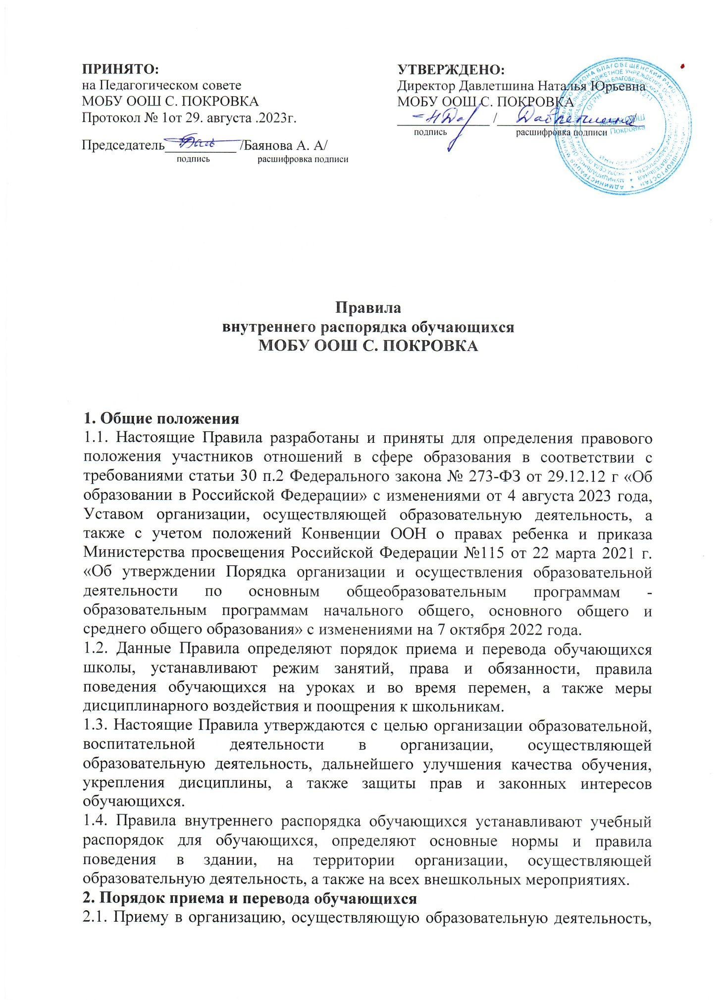 ПРИНЯТО:
на Педагогическом совете
МОБУ ООШ С. ПОКРОВКА
Протокол № 1от 29. августа .2023г.
Председатель__________ /Баянова А. А/
подпись расшифровка подписи
УТВЕРЖДЕНО:
Директор Давлетшина Наталья Юрьевна
МОБУ ООШ С. ПОКРОВКА
_____________ /___________________/
Давлетшина
подпись расшифровка подписи
МОБУ ООШ
Покровка
Правила
внутреннего распорядка обучающихся
МОБУ ООШ С. ПОКРОВКА
1. Общие положения
1.1. Настоящие Правила разработаны и приняты для определения правового
положения участников отношений в сфере образования в соответствии с
требованиями статьи 30 п.2 Федерального закона № 273-ФЗ от 29.12.12 г «Об
образовании в Российской Федерации» с изменениями от 4 августа 2023 года,
Уставом организации, осуществляющей образовательную деятельность, а
также с учетом положений Конвенции ООН о правах ребенка и приказа
Министерства просвещения Российской Федерации №115 от 22 марта 2021 г.
«Об утверждении Порядка организации и осуществления образовательной
деятельности по основным общеобразовательным программам -
образовательным программам начального общего, основного общего и
среднего общего образования» с изменениями на 7 октября 2022 года.
1.2. Данные Правила определяют порядок приема и перевода обучающихся
школы, устанавливают режим занятий, права и обязанности, правила
поведения обучающихся на уроках и во время перемен, а также меры
дисциплинарного воздействия и поощрения к школьникам.
1.3. Настоящие Правила утверждаются с целью организации образовательной,
воспитательной деятельности в организации, осуществляющей
образовательную деятельность, дальнейшего улучшения качества обучения,
укрепления дисциплины, а также защиты прав и законных интересов
обучающихся.
1.4. Правила внутреннего распорядка обучающихся устанавливают учебный
распорядок для обучающихся, определяют основные нормы и правила
поведения в здании, на территории организации, осуществляющей
образовательную деятельность, а также на всех внешкольных мероприятиях.
2. Порядок приема и перевода обучающихся
2.1. Приему в организацию, осуществляющую образовательную деятельность,